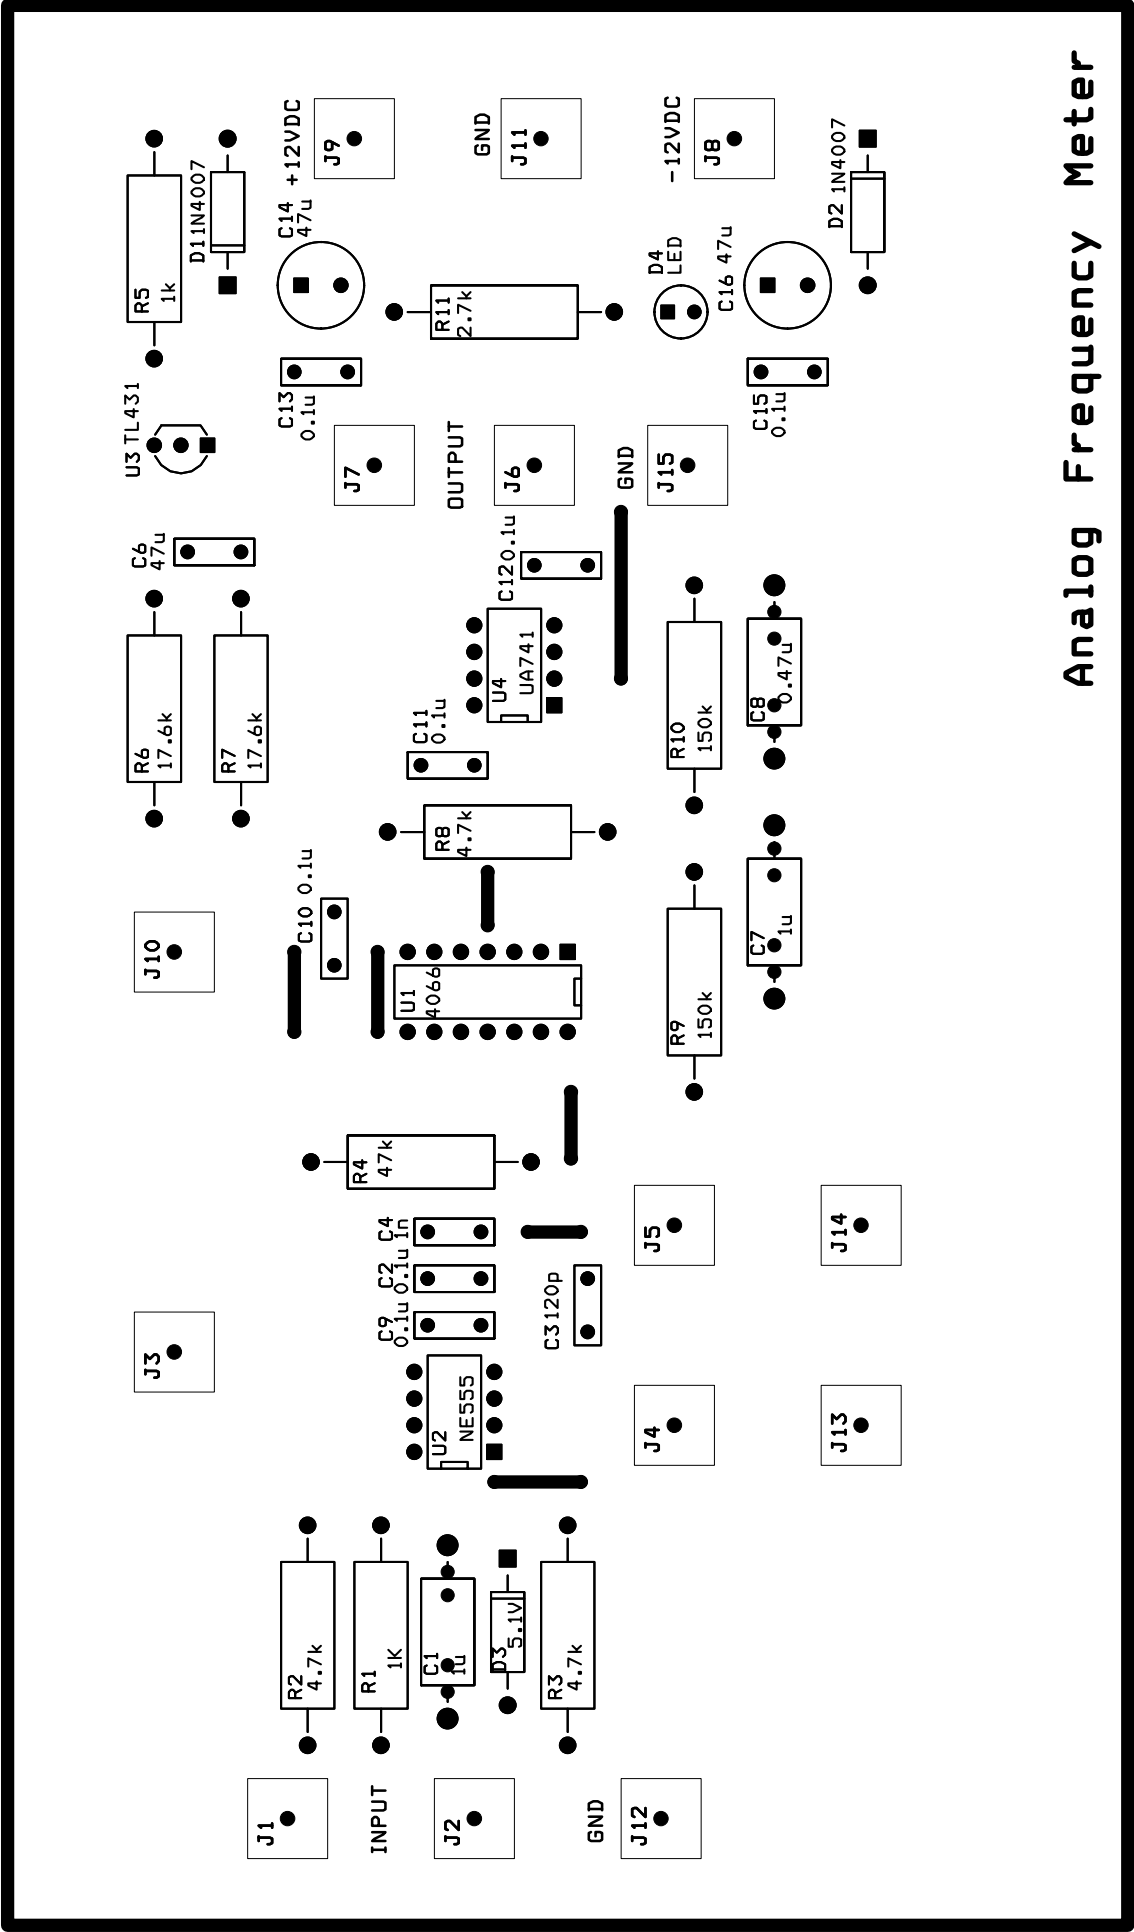 Analog Frequency Meter
R5
1k
D1 1N4007
+12VDC
J9
C14
47u
GND
J11
-12VDC
J8
D2 1N4007
D4
LED
C16 47u
R11
2.7k
C13
0.1u
C15
0.1u
U3 TL431
J7
OUTPUT
J6
GND
J15
C6
47u
C12 0.1u
R6
17.6k
R7
17.6k
U4
UA741
C11
0.1u
R10
150k
C8
0.47u
R8
4.7k
C10 0.1u
J10
U1
4066
R9
150k
C7
1u
R4
47k
C4
1n
C2
0.1u
C9
0.1u
C3 120p
J5
J14
J3
U2
NE555
J4
J13
R2
4.7k
R1
1K
C1
1u
D3
5.1V
R3
4.7k
J1
INPUT
J2
GND
J12